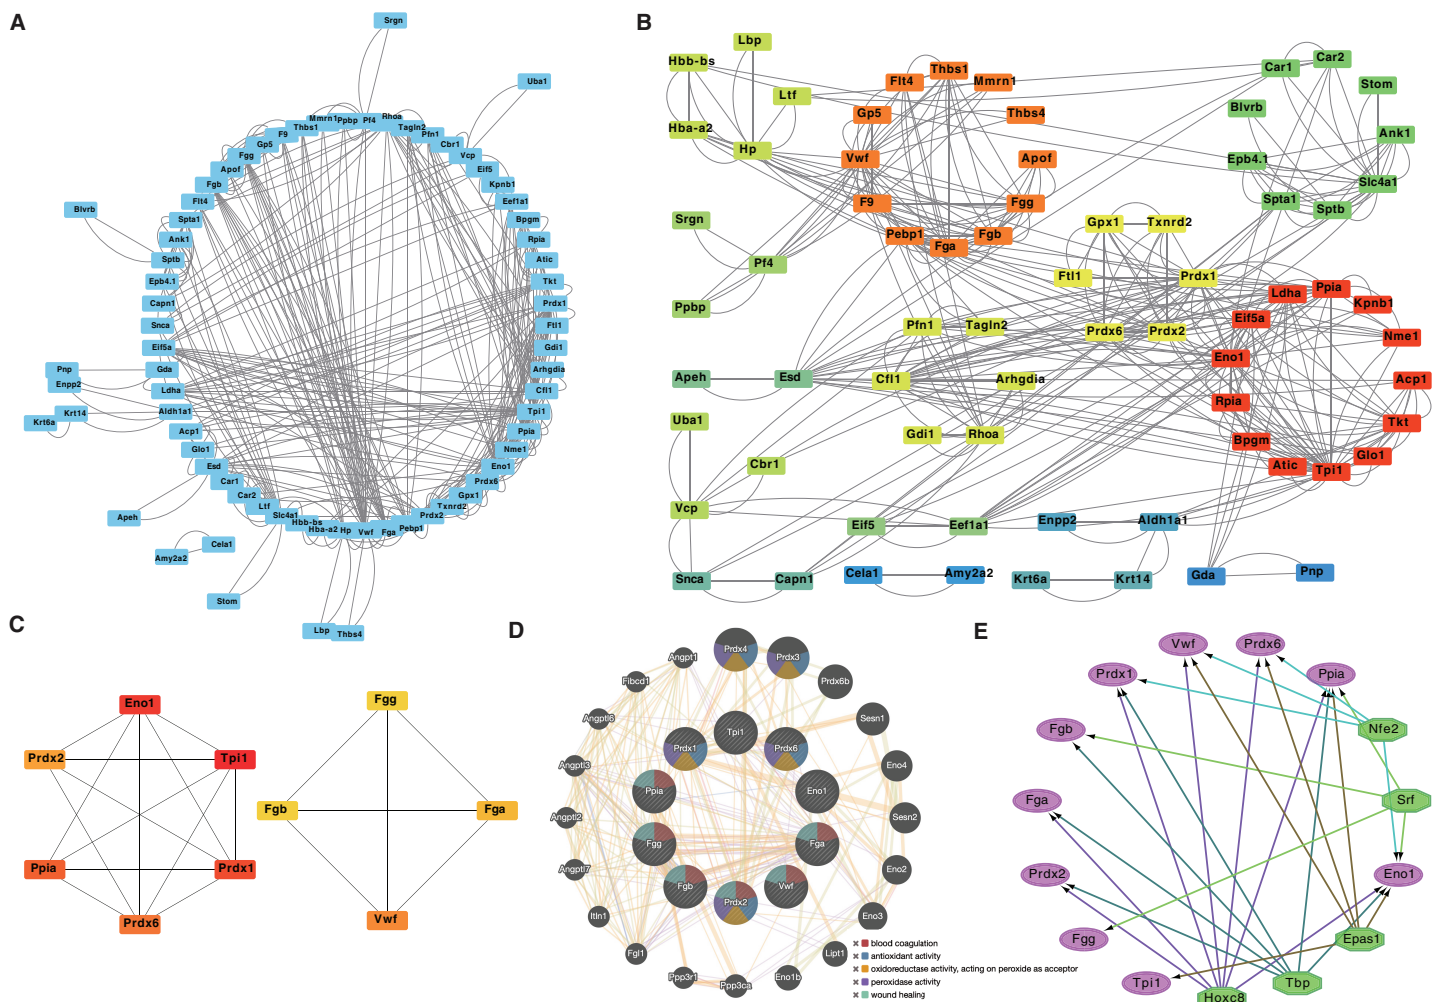 A
Srgn
Uba1
Mmrn1
Ppbp
Pf4
Rhoa
Thbs1
Tagln2
F9
Pfn1
Gp5
Cbr1
Fgg
Vcp
Apof
Eif5
Fgb
Kpnb1
Flt4
Eef1a1
Blvrb
Spta1
Bpgm
Ank1
Rpia
Sptb
Atic
Epb4.1
Tkt
Capn1
Prdx1
Snca
Ftl1
Eif5a
Gdi1
Pnp
Gda
Arhgdia
Enpp2
Ldha
Cfl1
Krt6a
Krt14
Aldh1a1
Tpi1
Acp1
Ppia
Glo1
Nme1
Esd
Eno1
Car1
Prdx6
Car2
Gpx1
Ltf
Txnrd2
Apeh
Slc4a1
Prdx2
Hbb-bs
Hba-a2
Hp
Vwf
Fga
Pebp1
Cela1
Amy2a2
Stom
Lbp
Thbs4
B
Lbp
Hbb-bs
Ltf
Hba-a2
Hp
Thbs1
Flt4
Mmrn1
Gp5
Thbs4
Vwf
Apof
F9
Fgg
Pebp1
Fga
Fgb
Car1
Car2
Stom
Blvrb
Ank1
Epb4.1
Slc4a1
Spta1
Sptb
Srgn
Pf4
Ppbp
Gpx1
Txnrd2
Ftl1
Prdx1
Prdx6
Prdx2
Ldha
Ppia
Kpnb1
Eif5a
Nme1
Eno1
Acp1
Rpia
Tkt
Bpgm
Glo1
Atic
Tpi1
Pfn1
Tagln2
Cfl1
Arhgdia
Gdi1
Rhoa
Apeh
Esd
Uba1
Cbr1
Vcp
Eif5
Eef1a1
Enpp2
Aldh1a1
Snca
Capn1
Cela1
Amy2a2
Krt6a
Krt14
Gda
Pnp
C
Eno1
Prdx2
Tpi1
Ppia
Prdx1
Prdx6
Fgg
Fgb
Fga
Vwf
D
Prdx4
Prdx3
Angpt1
Fibcd1
Prdx6b
Angptl6
Sesn1
Tpi1
Prdx1
Prdx6
Angptl3
Eno4
Ppia
Eno1
Angptl2
Sesn2
Fgg
Fga
Angptl7
Eno2
Fgb
Vwf
Prdx2
Itln1
Eno3
Fgl1
Lipt1
Ppp3r1
Ppp3ca
Eno1b
blood coagulation
antioxidant activity
oxidoreductase activity, acting on peroxide as acceptor
peroxidase activity
wound healing
E
Vwf
Prdx6
Prdx1
Ppia
Fgb
Nfe2
Fga
Srf
Prdx2
Eno1
Fgg
Epas1
Tpi1
Tbp
Hoxc8